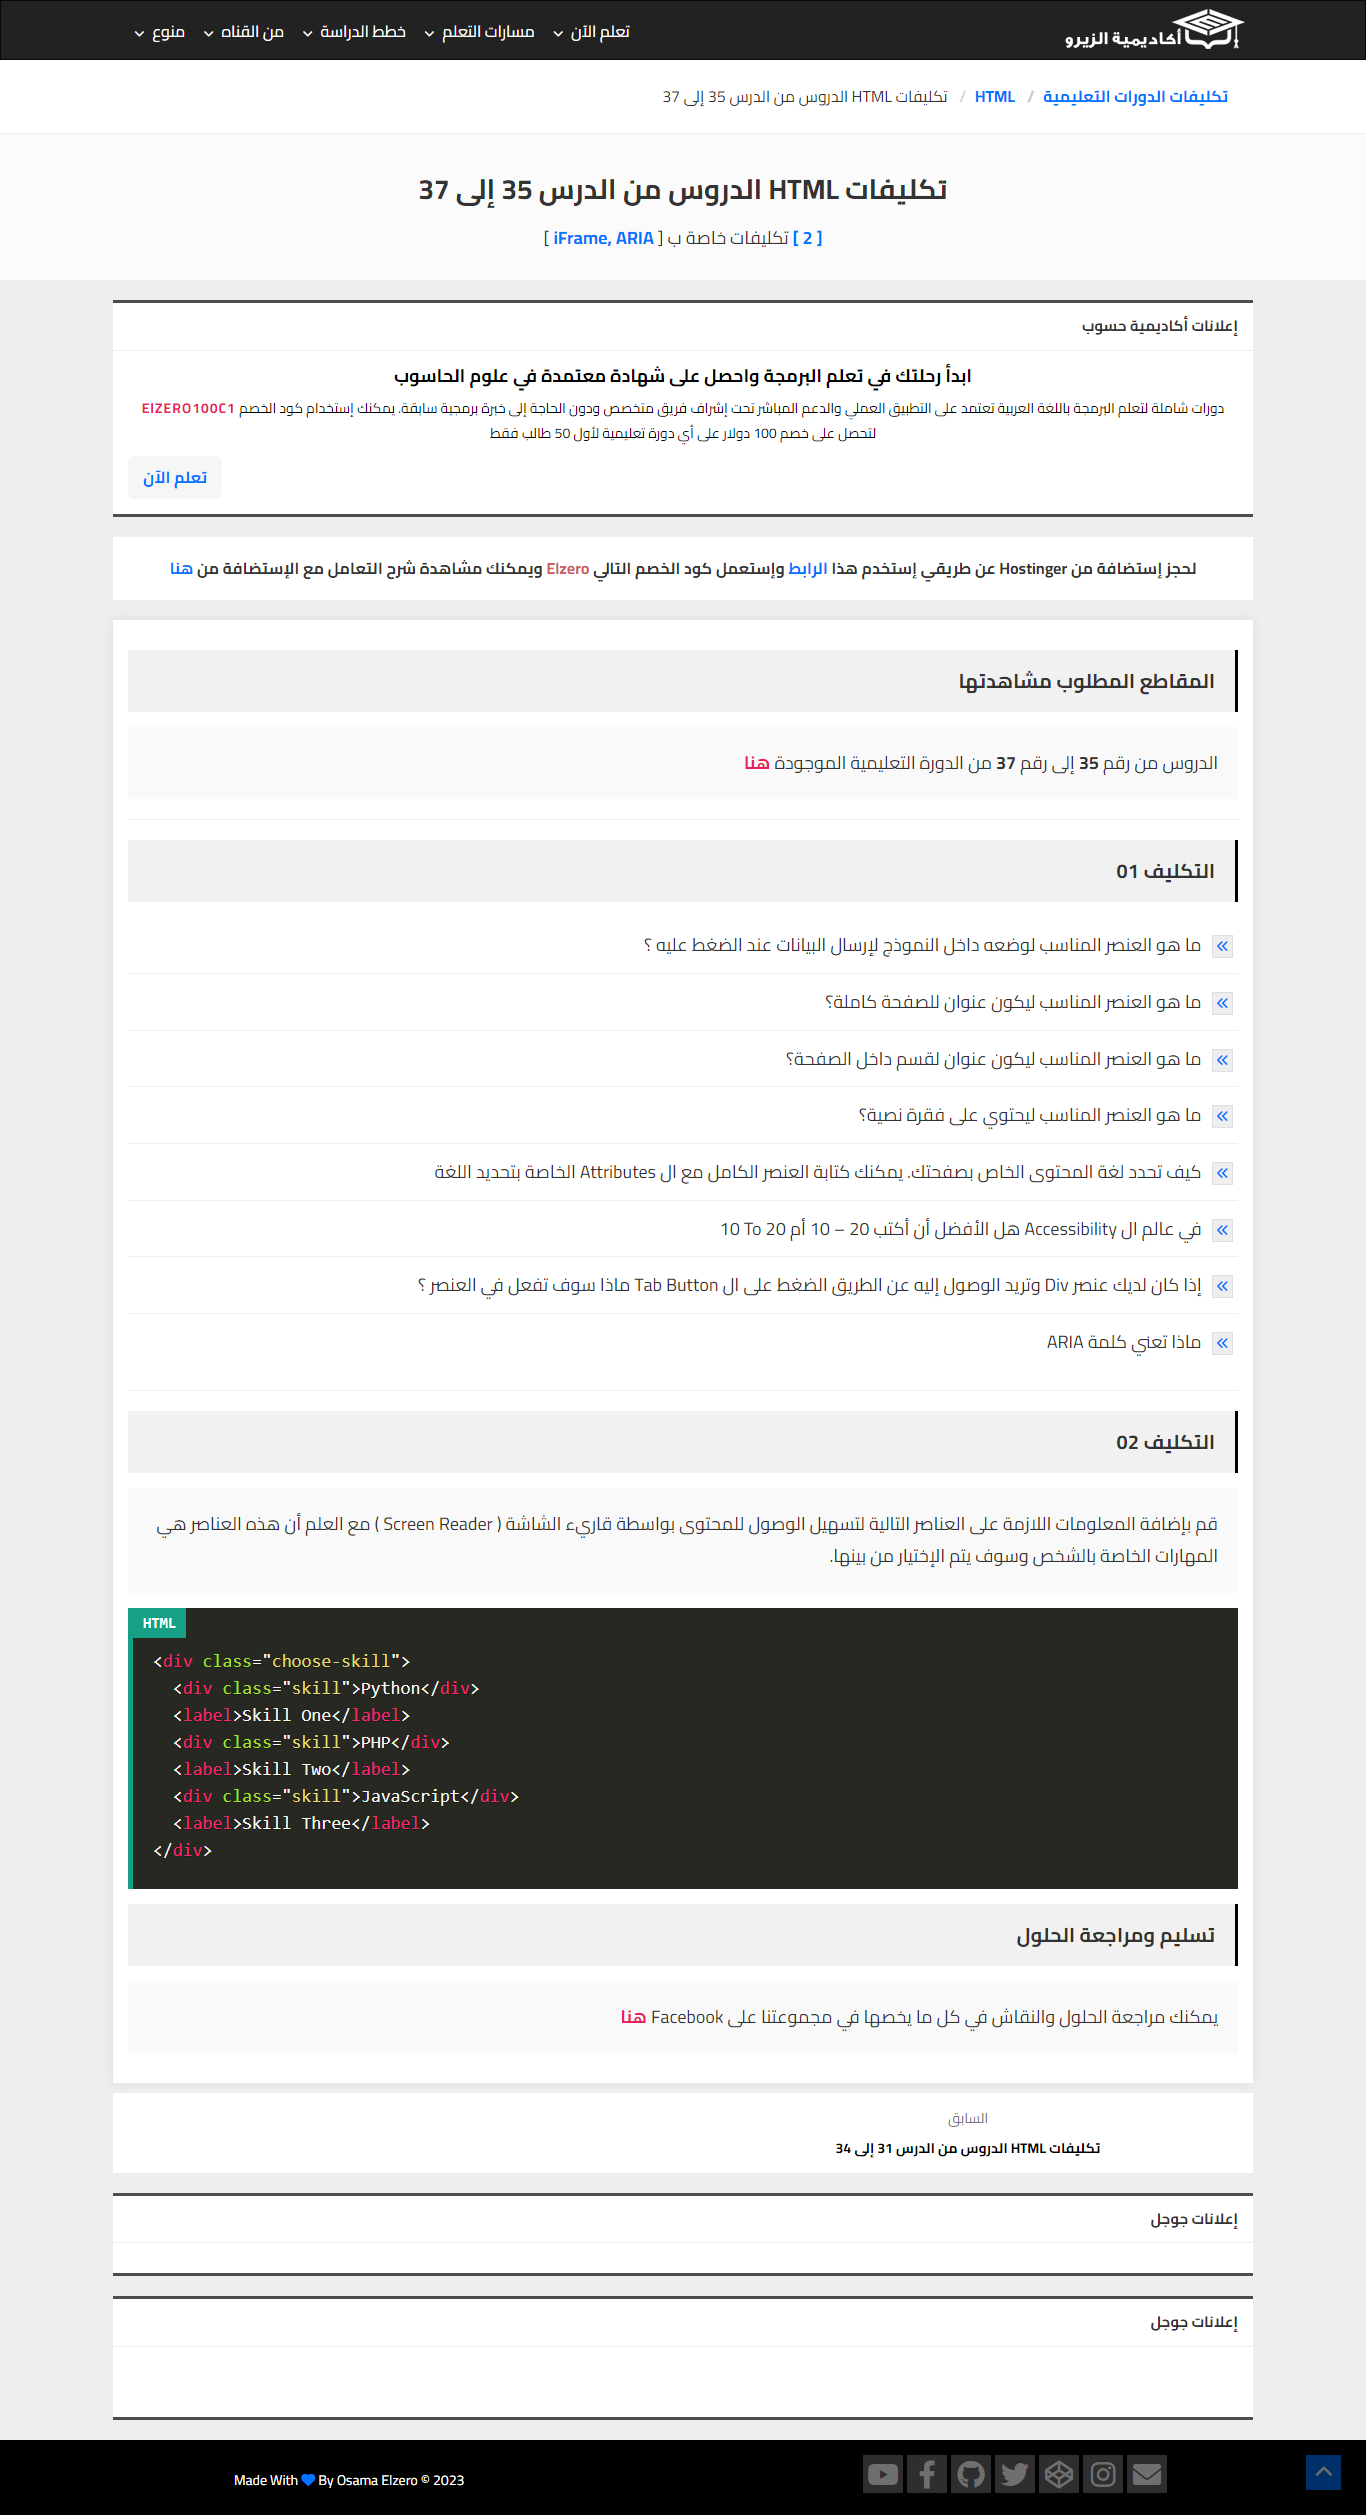 أكاديمية الزيرو
تعلم الآن مسارات التعلم خطط الدراسة من القناه منوع
تكليفات الدورات التعليمية / HTML / تكليفات HTML الدروس من الدرس 35 إلى 37
تكليفات HTML الدروس من الدرس 35 إلى 37
[ 2 ] تكليفات خاصة ب [ iFrame, ARIA ]
إعلانات أكاديمية حسوب
ابدأ رحلتك في تعلم البرمجة واحصل على شهادة معتمدة في علوم الحاسوب
دورات شاملة لتعلم البرمجة باللغة العربية تعتمد على التطبيق العملي والدعم المباشر تحت إشراف فريق متخصص ودون الحاجة إلى خبرة برمجية سابقة. يمكنك إستخدام كود الخصم ElZERO100C1
لتحصل على خصم 100 دولار على أي دورة تعليمية لأول 50 طالب فقط
تعلم الآن
لحجز إستضافة من Hostinger عن طريقي إستخدم هذا الرابط وإستعمل كود الخصم التالي Elzero ويمكنك مشاهدة شرح التعامل مع الإستضافة من هنا
المقاطع المطلوب مشاهدتها
الدروس من رقم 35 إلى رقم 37 من الدورة التعليمية الموجودة هنا
التكليف 01
ما هو العنصر المناسب لوضعه داخل النموذج لإرسال البيانات عند الضغط عليه ؟
ما هو العنصر المناسب ليكون عنوان للصفحة كاملة؟
ما هو العنصر المناسب ليكون عنوان لقسم داخل الصفحة؟
ما هو العنصر المناسب ليحتوي على فقرة نصية؟
كيف تحدد لغة المحتوى الخاص بصفحتك. يمكنك كتابة العنصر الكامل مع ال Attributes الخاصة بتحديد اللغة
في عالم ال Accessibility هل الأفضل أن أكتب 20 – 10 أم 10 To 20
إذا كان لديك عنصر Div وتريد الوصول إليه عن الطريق الضغط على ال Tab Button ماذا سوف تفعل في العنصر ؟
ماذا تعني كلمة ARIA
التكليف 02
قم بإضافة المعلومات اللازمة على العناصر التالية لتسهيل الوصول للمحتوى بواسطة قاريء الشاشة ( Screen Reader ) مع العلم أن هذه العناصر هي
المهارات الخاصة بالشخص وسوف يتم الإختيار من بينها.
HTML
<div class="choose-skill">
  <div class="skill">Python</div>
  <label>Skill One</label>
  <div class="skill">PHP</div>
  <label>Skill Two</label>
  <div class="skill">JavaScript</div>
  <label>Skill Three</label>
</div>
تسليم ومراجعة الحلول
يمكنك مراجعة الحلول والنقاش في كل ما يخصها في مجموعتنا على Facebook هنا
السابق
تكليفات HTML الدروس من الدرس 31 إلى 34
إعلانات جوجل
إعلانات جوجل
Made With By Osama Elzero © 2023